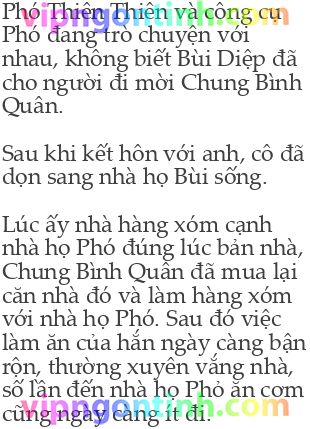 Phó Thiên Thiên và công cụ
Phó đang trò chuyện với
nhau, không biết Bùi Diệp đã
cho người đi mời Chung Bình
Quân.
Sau khi kết hôn với anh, cô đã
dọn sang nhà họ Bùi sống.
Lúc ấy nhà hàng xóm cạnh
nhà họ Phó đúng lúc bản nhà,
Chung Bình Quân đã mua lại
căn nhà đó và làm hàng xóm
với nhà họ Phó. Sau đó việc
làm ăn của hắn ngày càng bận
rộn, thường xuyên vắng nhà,
số lần đến nhà họ Phỏ ăn cơm
cũng ngày càng ít đi.
vipngontinh.com
vipngontinh.com